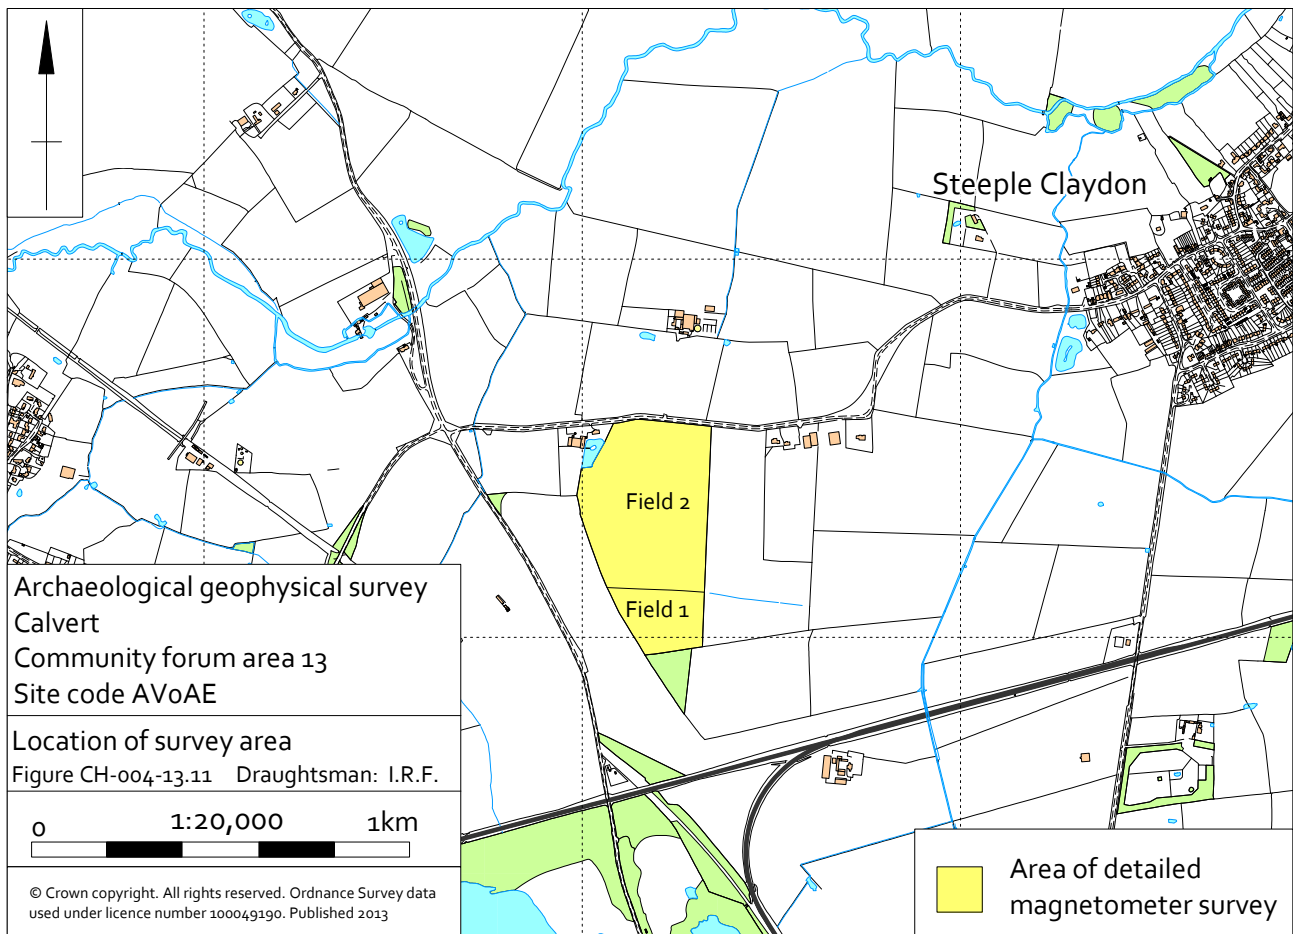 Steeple Claydon
Field 2
Field 1
Archaeological geophysical survey
Calvert
Community forum area 13
Site code AV0AE
Location of survey area
Figure CH-004-13.11 Draughtsman: I.R.F.
0 1:20,000 1km
© Crown copyright. All rights reserved. Ordnance Survey data
used under licence number 100049190. Published 2013
Area of detailed
magnetometer survey